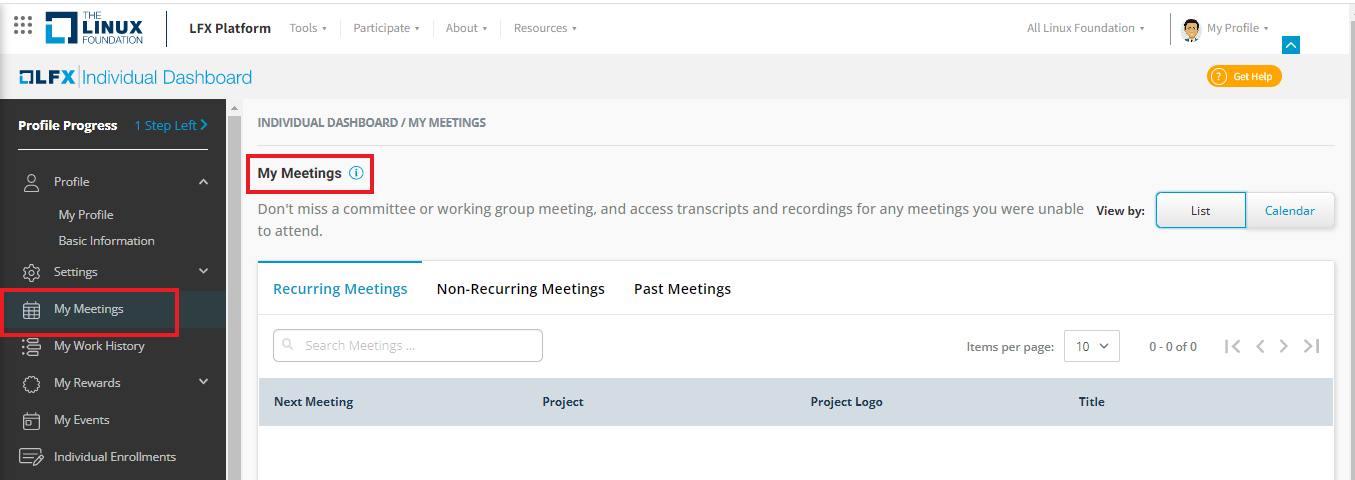 THE
LINUX
FOUNDATION
LFX Platform
Tools
Participate
About
Resources
All Linux Foundation
My Profile
LFX Individual Dashboard
? Get Help
Profile Progress
1 Step Left
Profile
My Profile
Basic Information
Settings
My Meetings
My Work History
My Rewards
My Events
Individual Enrollments
INDIVIDUAL DASHBOARD / MY MEETINGS
My Meetings i
Don't miss a committee or working group meeting, and access transcripts and recordings for any meetings you were unable
to attend.
View by:
List
Calendar
Recurring Meetings
Non-Recurring Meetings
Past Meetings
Search Meetings ...
Items per page:
10
0 - 0 of 0
Next Meeting
Project
Project Logo
Title